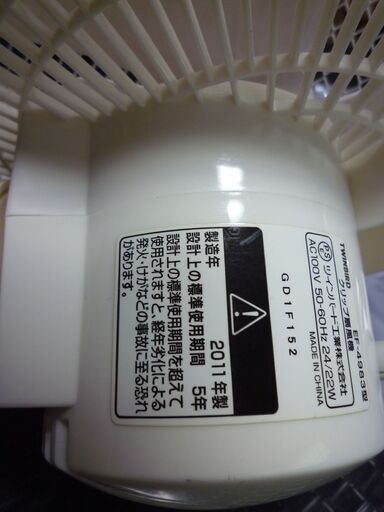 TWINBIRD クリップ扇風機 EF-4983型
PSE ツインバード工業株式会社
AC100V 50-60Hz 24/22W
MADE IN CHINA
GD1F152
製造年 2011年製
設計上の標準使用期間 5年
設計上の標準使用期間を超えて
使用されますと、経年劣化による
発火・けがなどの事故に至る恐れ
があります。